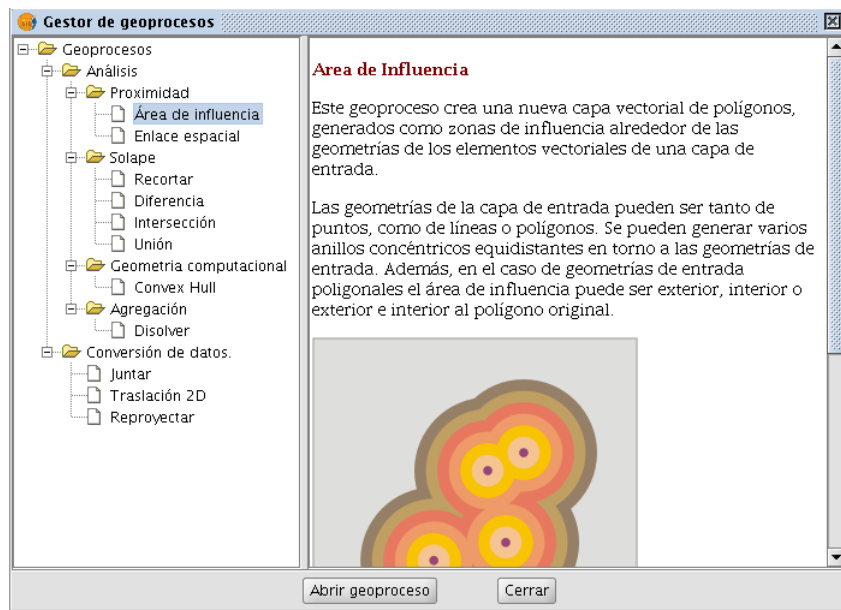 Gestor de geoprocesos
Geoprocesos
Análisis
Proximidad
Área de influencia
Enlace espacial
Solape
Recortar
Diferencia
Intersección
Unión
Geometria computacional
Convex Hull
Agregación
Disolver
Conversión de datos.
Juntar
Traslación 2D
Reproyectar
Area de Influencia
Este geoproceso crea una nueva capa vectorial de polígonos,
generados como zonas de influencia alrededor de las
geometrías de los elementos vectoriales de una capa de
entrada.
Las geometrías de la capa de entrada pueden ser tanto de
puntos, como de líneas o polígonos. Se pueden generar varios
anillos concéntricos equidistantes en torno a las geometrías de
entrada. Además, en el caso de geometrías de entrada
poligonales el área de influencia puede ser exterior, interior o
exterior e interior al polígono original.
Abrir geoproceso
Cerrar